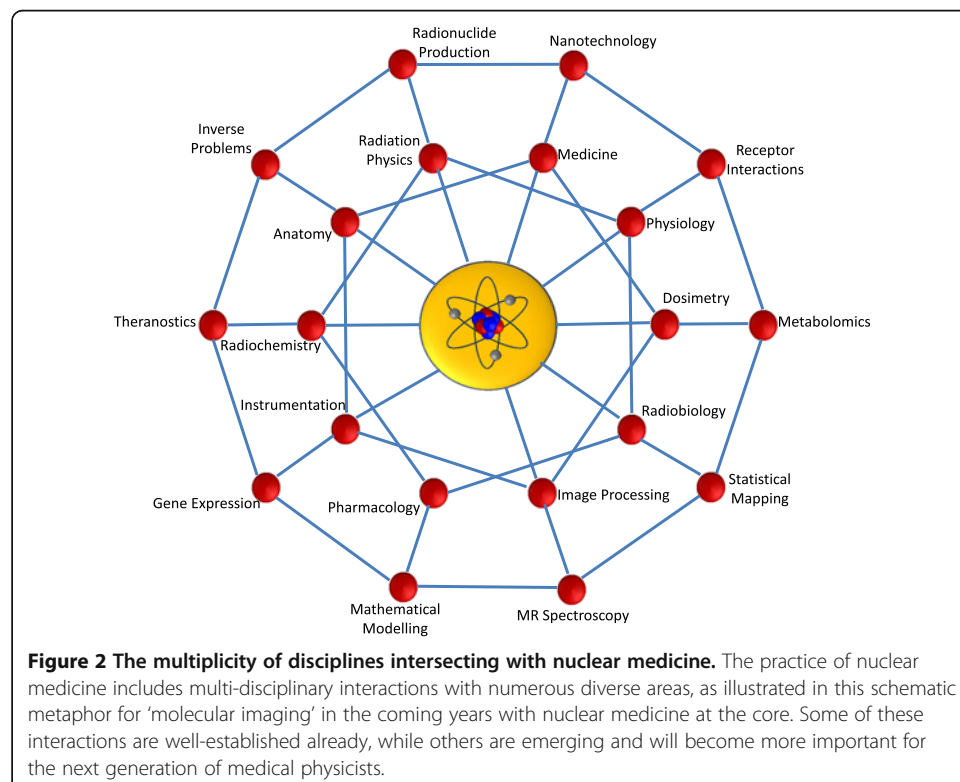 Radionuclide
Production
Nanotechnology
Inverse
Problems
Radiation
Physics
Medicine
Receptor
Interactions
Anatomy
Physiology
Theranostics
Radiochemistry
Dosimetry
Metabolomics
Instrumentation
Radiobiology
Gene Expression
Pharmacology
Image Processing
Statistical
Mapping
Mathematical
Modelling
MR Spectroscopy
Figure 2 The multiplicity of disciplines intersecting with nuclear medicine. The practice of nuclear
medicine includes multi-disciplinary interactions with numerous diverse areas, as illustrated in this schematic
metaphor for ‘molecular imaging’ in the coming years with nuclear medicine at the core. Some of these
interactions are well-established already, while others are emerging and will become more important for
the next generation of medical physicists.